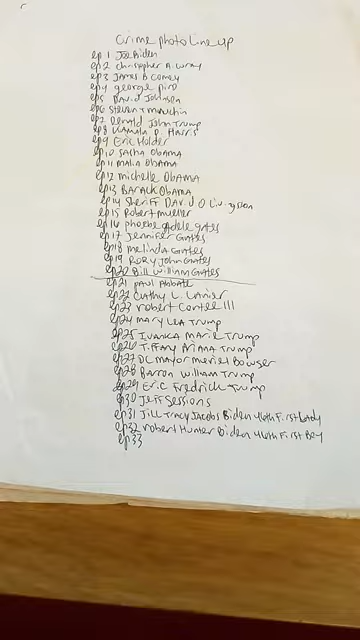 crime photo line up
ep 1 Joe Biden
ep2 christopher A wray
ep3 James B Comey
ep4 george piro
ep5 David Johnson
ep6 Steven T mnuchin
ep7 Donald John Trump
ep8 Kamala D. Harris
ep9 Eric Holder
ep10 Sasha Obama
ep11 malia Obama
ep12 michelle Obama
ep13 Barack Obama
ep14 Sheriff David O Livingston
ep15 Robert mueller
ep16 phoebe Adele gates
ep17 Jennifer Gates
ep18 melinda Gates
ep19 Rory John Gates
ep20 Bill William Gates
ep21 paul Abbate
ep22 Cathy L. Lanier
ep23 robert Contee III
ep24 mary Lea Trump
ep25 Ivanka Marie Trump
ep26 Tiffany Ariana Trump
ep27 DC mayor meriel Bowser
ep28 Barron william Trump
ep29 Eric Fredrick Trump
ep30 Jeff Sessions
ep31 Jill Tracy Jacobs Biden 46th First Lady
ep32 robert Hunter Biden 46th First Boy
ep33